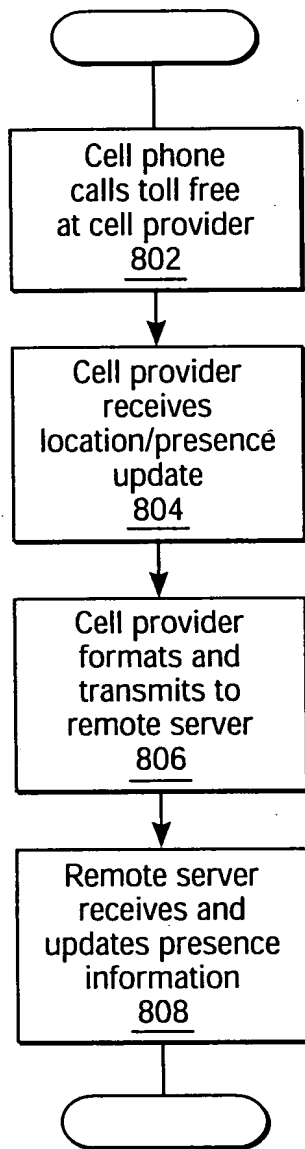 Cell phone
calls toll free
at cell provider
802
Cell provider
receives
location/presence
update
804
Cell provider
formats and
transmits to
remote server
806
Remote server
receives and
updates presence
information
808